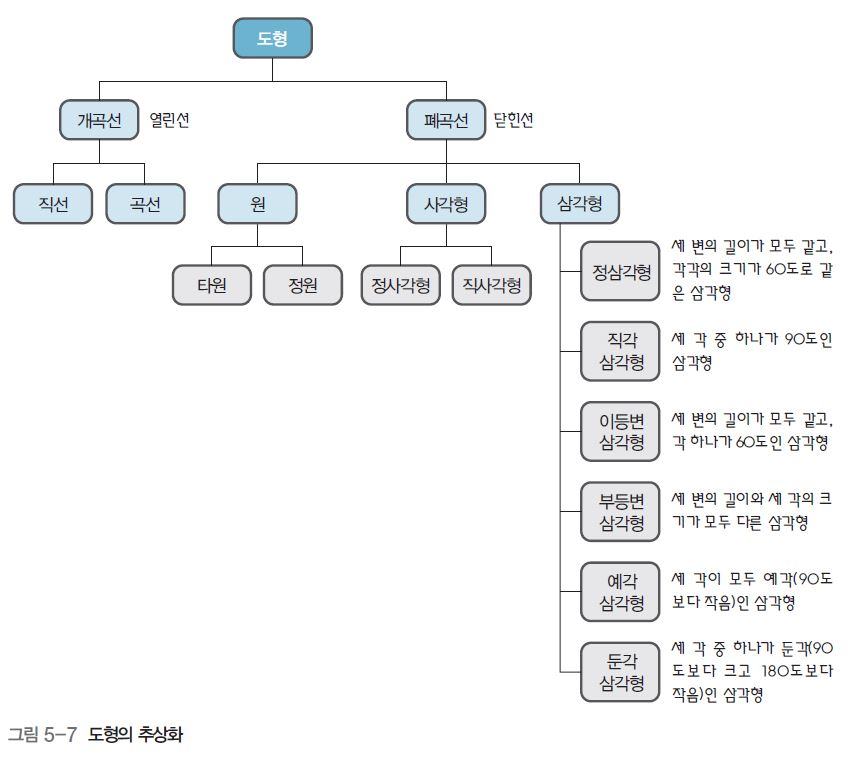 도형
개곡선 열린선
폐곡선 닫힌선
직선
곡선
원
사각형
삼각형
타원
정원
정사각형
직사각형
정삼각형
세 변의 길이가 모두 같고,
각각의 크기가 60도로 같
은 삼각형
직각
삼각형
세 각 중 하나가 90도인
삼각형
이등변
삼각형
세 변의 길이가 모두 같고,
각 하나가 60도인 삼각형
부등변
삼각형
세 변의 길이와 세 각의 크
기가 모두 다른 삼각형
예각
삼각형
세 각이 모두 예각(90도
보다 작음)인 삼각형
둔각
삼각형
세 각 중 하나가 둔각(90
도보다 크고 180도보다
작음)인 삼각형
그림 5-7 도형의 추상화